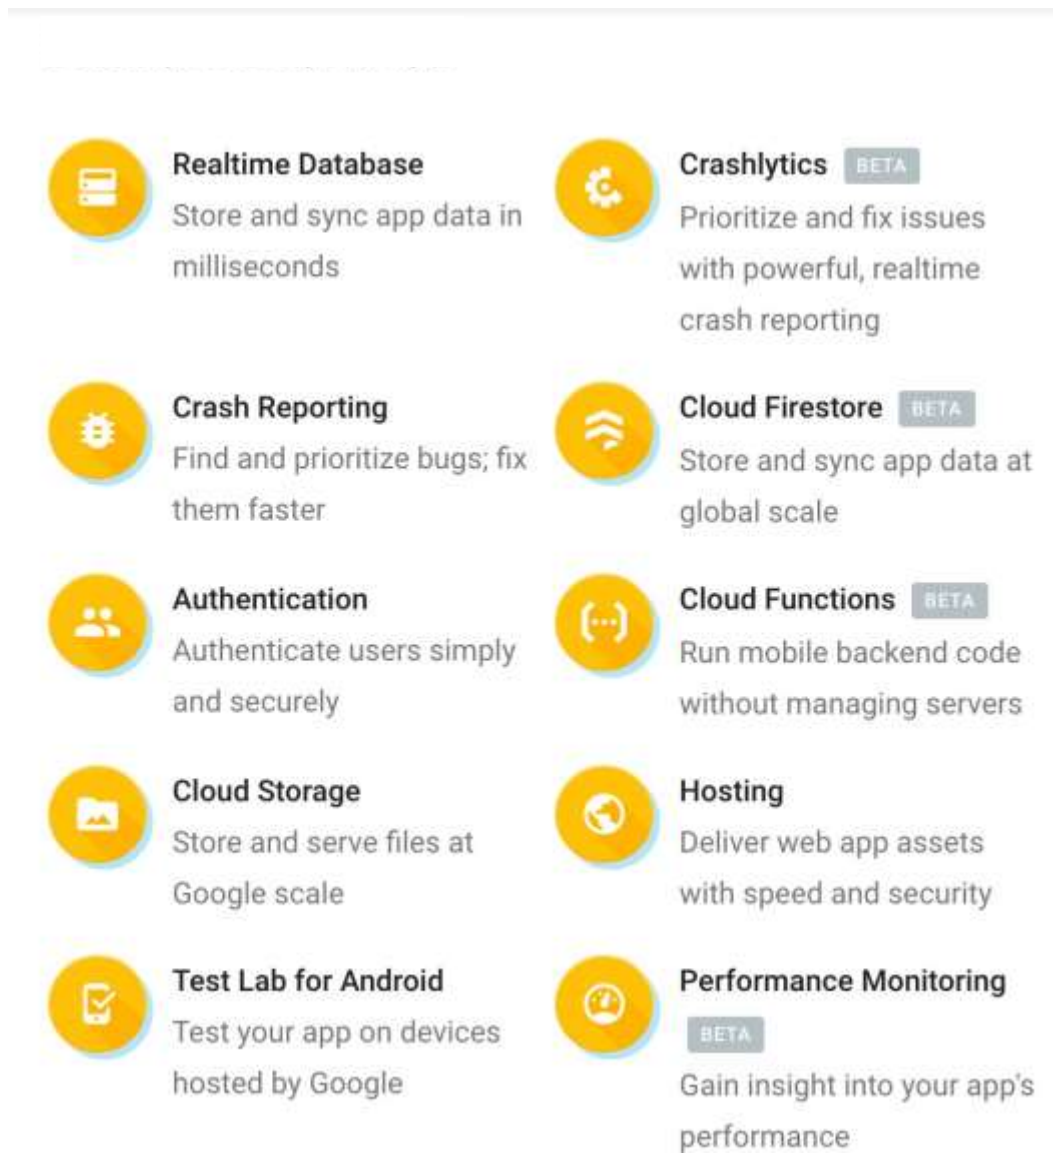 Realtime Database
Store and sync app data in
milliseconds
Crashlytics BETA
Prioritize and fix issues
with powerful, realtime
crash reporting
Crash Reporting
Find and prioritize bugs; fix
them faster
Cloud Firestore BETA
Store and sync app data at
global scale
Authentication
Authenticate users simply
and securely
Cloud Functions BETA
Run mobile backend code
without managing servers
Cloud Storage
Store and serve files at
Google scale
Hosting
Deliver web app assets
with speed and security
Test Lab for Android
Test your app on devices
hosted by Google
Performance Monitoring
BETA
Gain insight into your app's
performance